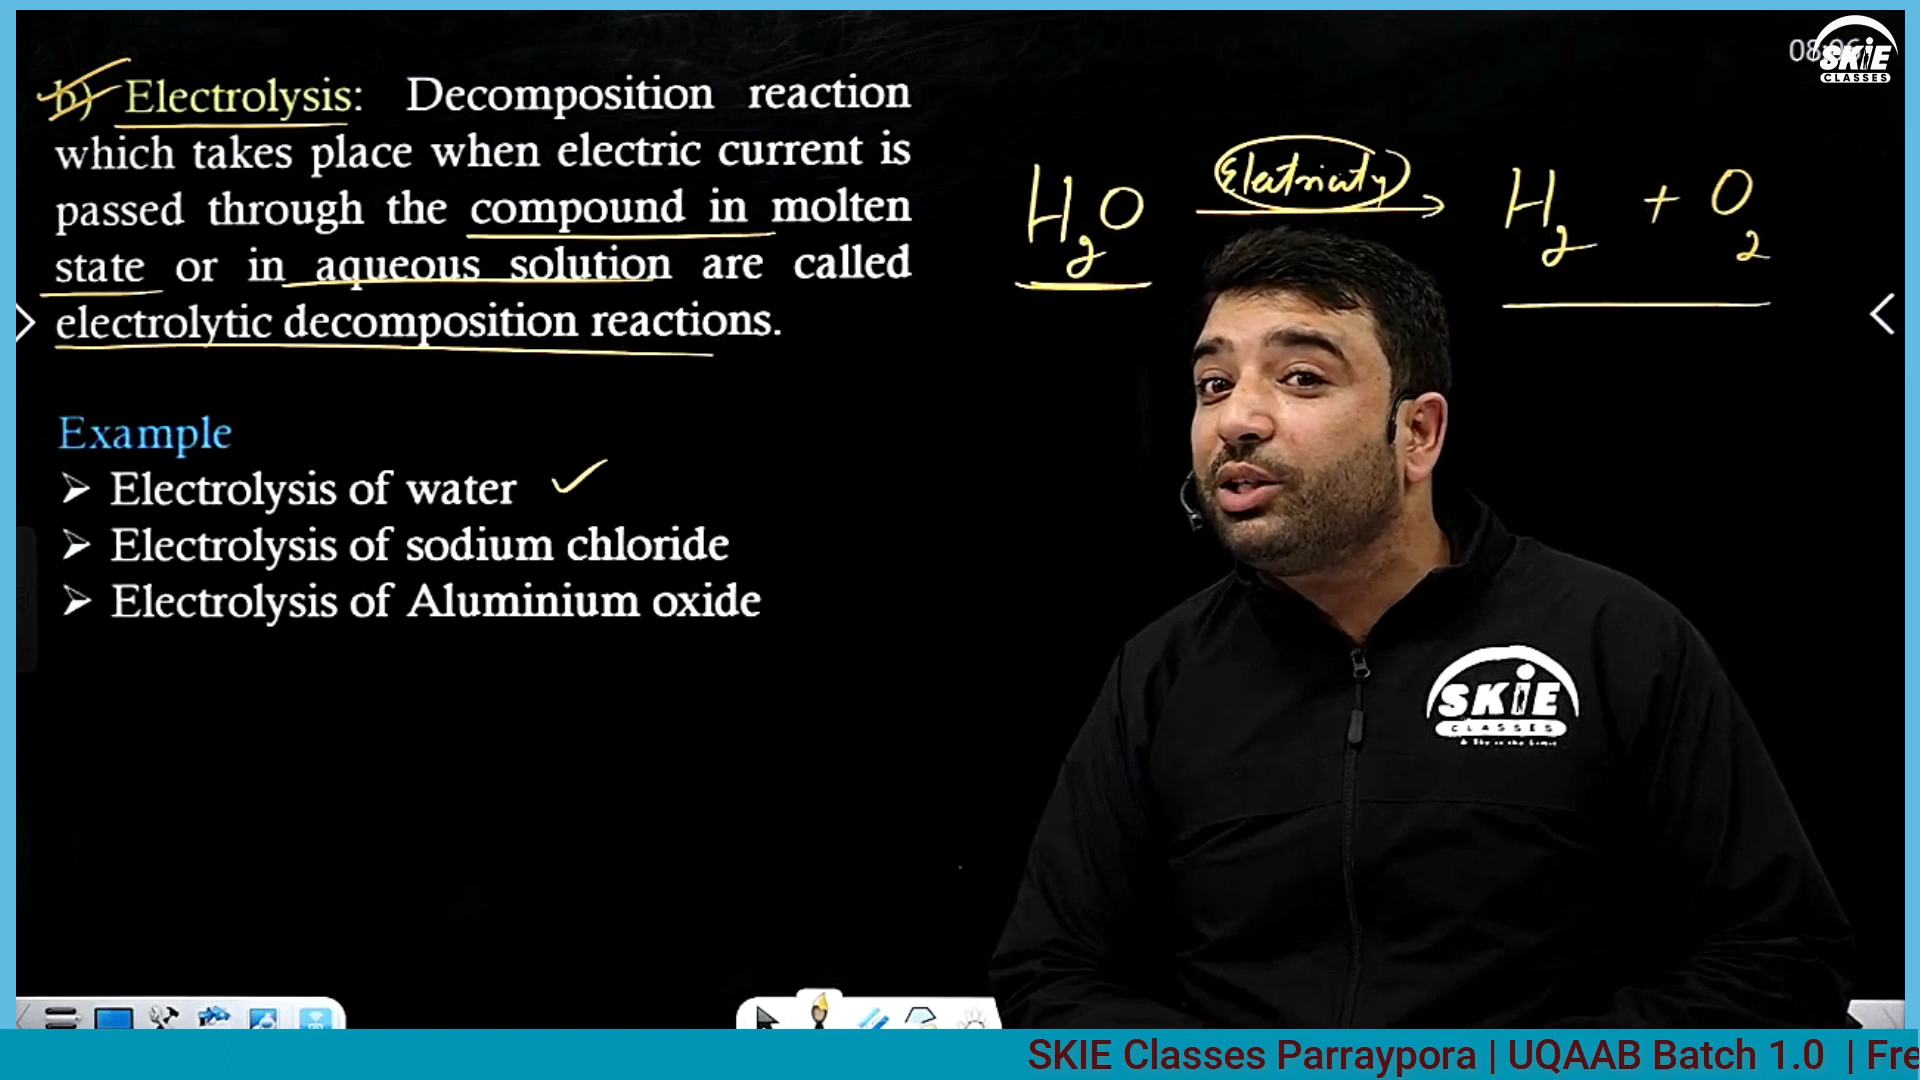 b) Electrolysis: Decomposition reaction
which takes place when electric current is
passed through the compound in molten
state or in aqueous solution are called
electrolytic decomposition reactions.
Example
➢ Electrolysis of water ✓
➢ Electrolysis of sodium chloride
➢ Electrolysis of Aluminium oxide
Electricity
H2O → H2 + O2
SKIE
CLASSES
SKIE
CLASSES
SKIE Classes Parraypora | UQAAB Batch 1.0 | Fre